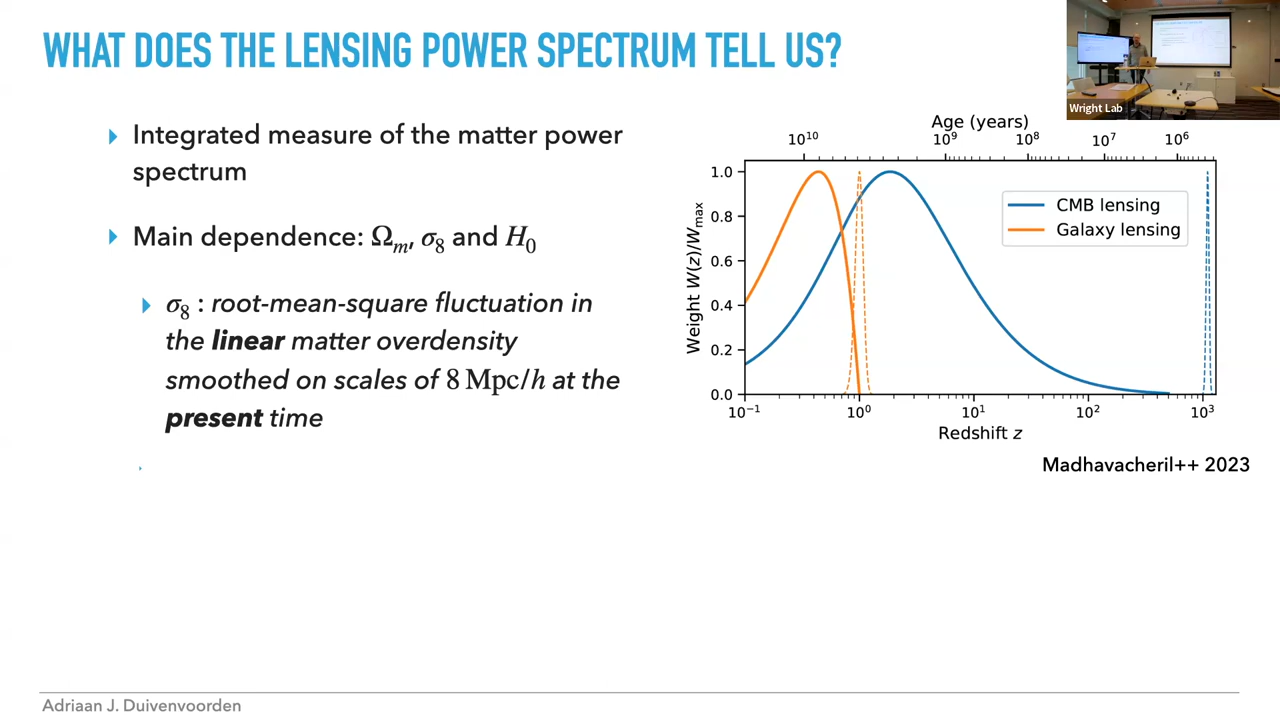 WHAT DOES THE LENSING POWER SPECTRUM TELL US?
Wright Lab
Integrated measure of the matter power
spectrum
Main dependence: Ωₘ, σ₈ and H₀
σ₈ : root-mean-square fluctuation in
the linear matter overdensity
smoothed on scales of 8 Mpc/h at the
present time
Age (years)
10¹⁰ 10⁹ 10⁸ 10⁷ 10⁶
Weight W(z)/Wmax
1.0
0.8
0.6
0.4
0.2
0.0
CMB lensing
Galaxy lensing
10⁻¹ 10⁰ 10¹ 10² 10³
Redshift z
Madhavacheril++ 2023
Adriaan J. Duivenvoorden